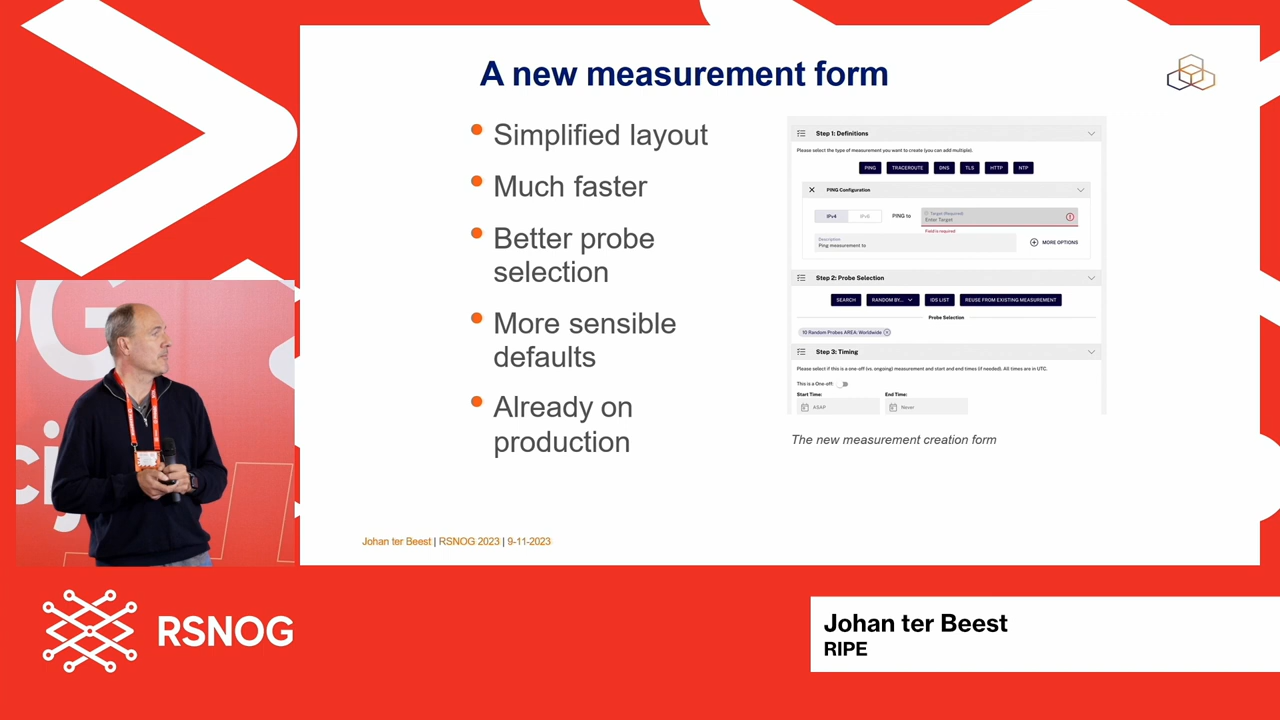 A new measurement form
Simplified layout
Much faster
Better probe
selection
More sensible
defaults
Already on
production
Step 1: Definitions
Please select the type of measurement you want to create (you can add multiple).
PING TRACEROUTE DNS TLS HTTP NTP
PING Configuration
IPv4 IPv6 PING to
Target (Required)
Enter Target
Field is required
Description
Ping measurement to
MORE OPTIONS
Step 2: Probe Selection
SEARCH RANDOM BY... IDS LIST REUSE FROM EXISTING MEASUREMENT
Probe Selection
10 Random Probes AREA: Worldwide
Step 3: Timing
Please select if this is a one-off (vs. ongoing) measurement and start and end times (if needed). All times are in UTC.
This is a One-off:
Start Time: End Time:
ASAP Never
The new measurement creation form
Johan ter Beest | RSNOG 2023 | 9-11-2023
RSNOG
Johan ter Beest
RIPE